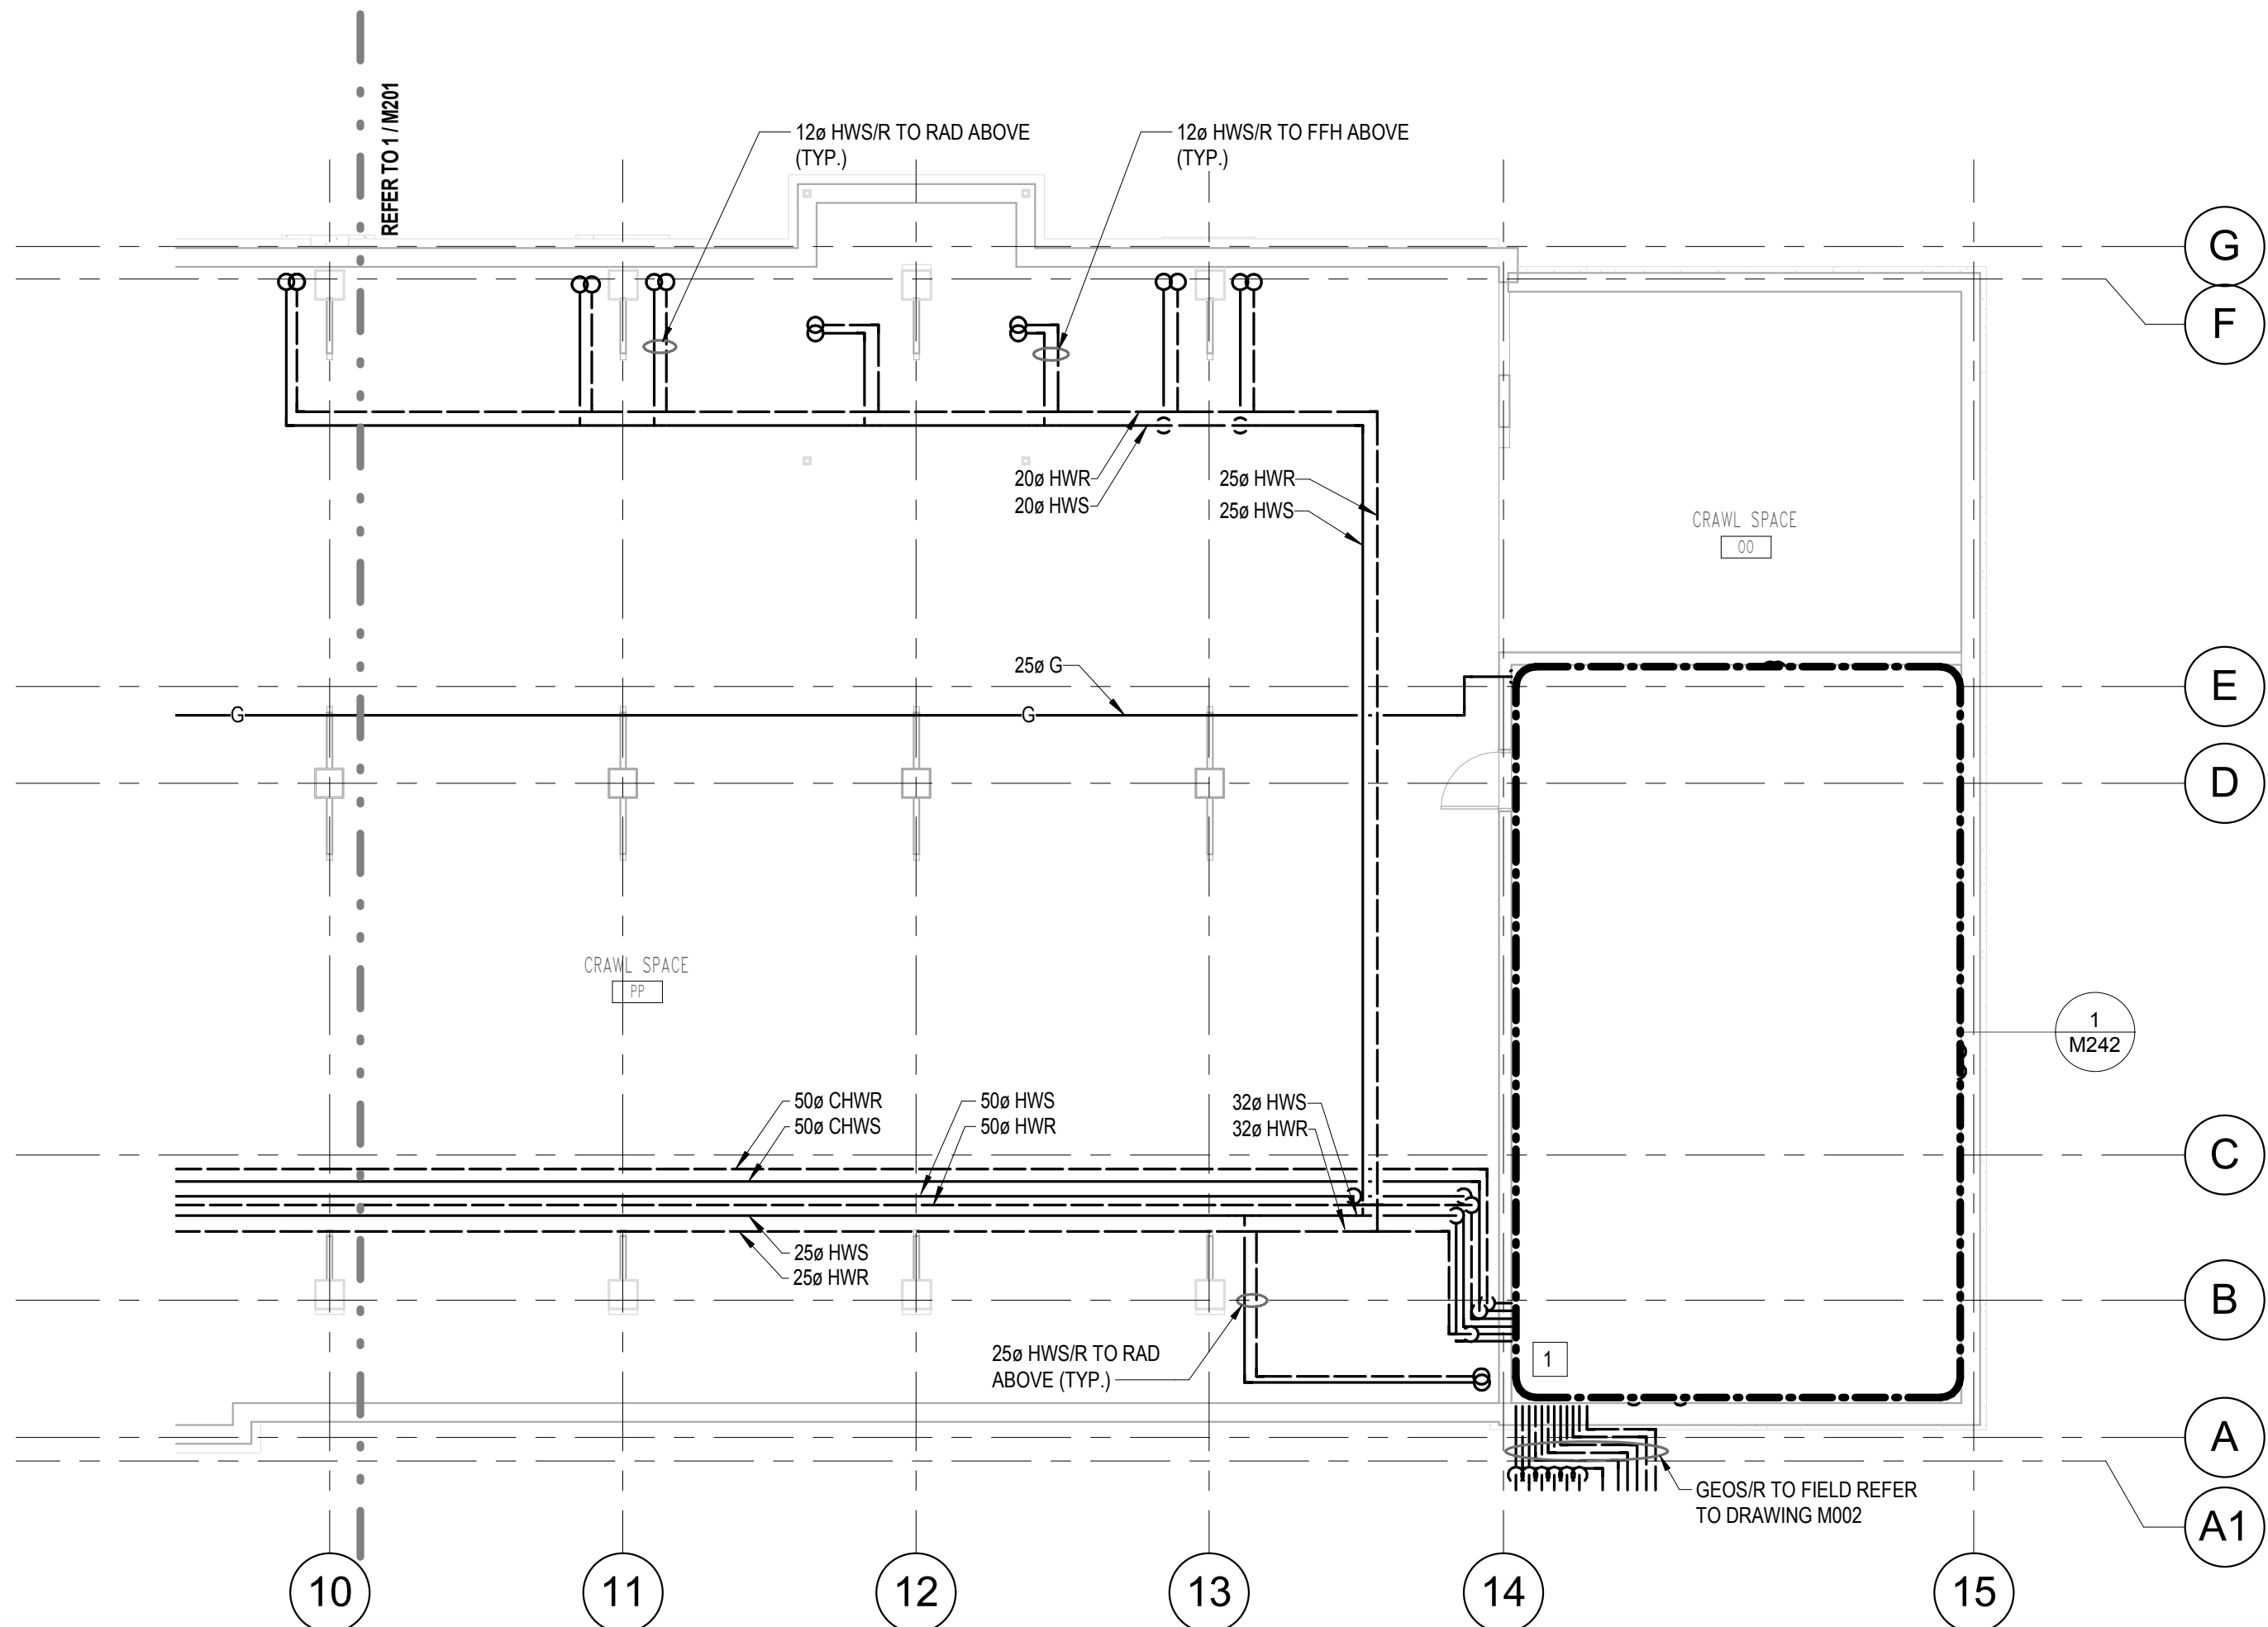 REFER TO 1 / M201
12ø HWS/R TO RAD ABOVE
(TYP.)
12ø HWS/R TO FFH ABOVE
(TYP.)
G
F
20ø HWR
20ø HWS
25ø HWR
25ø HWS
CRAWL SPACE
00
25ø G
G
G
E
D
CRAWL SPACE
PP
1
M242
50ø CHWR
50ø CHWS
50ø HWS
50ø HWR
32ø HWS
32ø HWR
C
25ø HWS
25ø HWR
B
25ø HWS/R TO RAD
ABOVE (TYP.)
1
A
GEOS/R TO FIELD REFER
TO DRAWING M002
A1
10
11
12
13
14
15